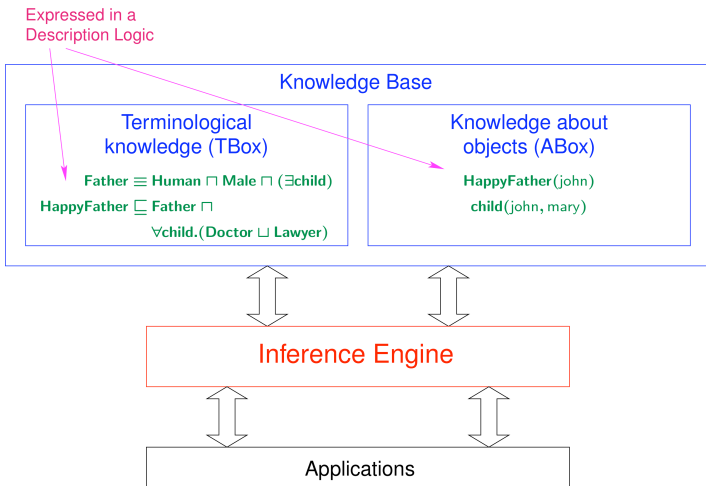 Expressed in a
Description Logic
Knowledge Base
Terminological
knowledge (TBox)
Father ≡ Human ⊓ Male ⊓ (∃child)
HappyFather ⊑ Father ⊓
∀child.(Doctor ⊔ Lawyer)
Knowledge about
objects (ABox)
HappyFather(john)
child(john, mary)
Inference Engine
Applications